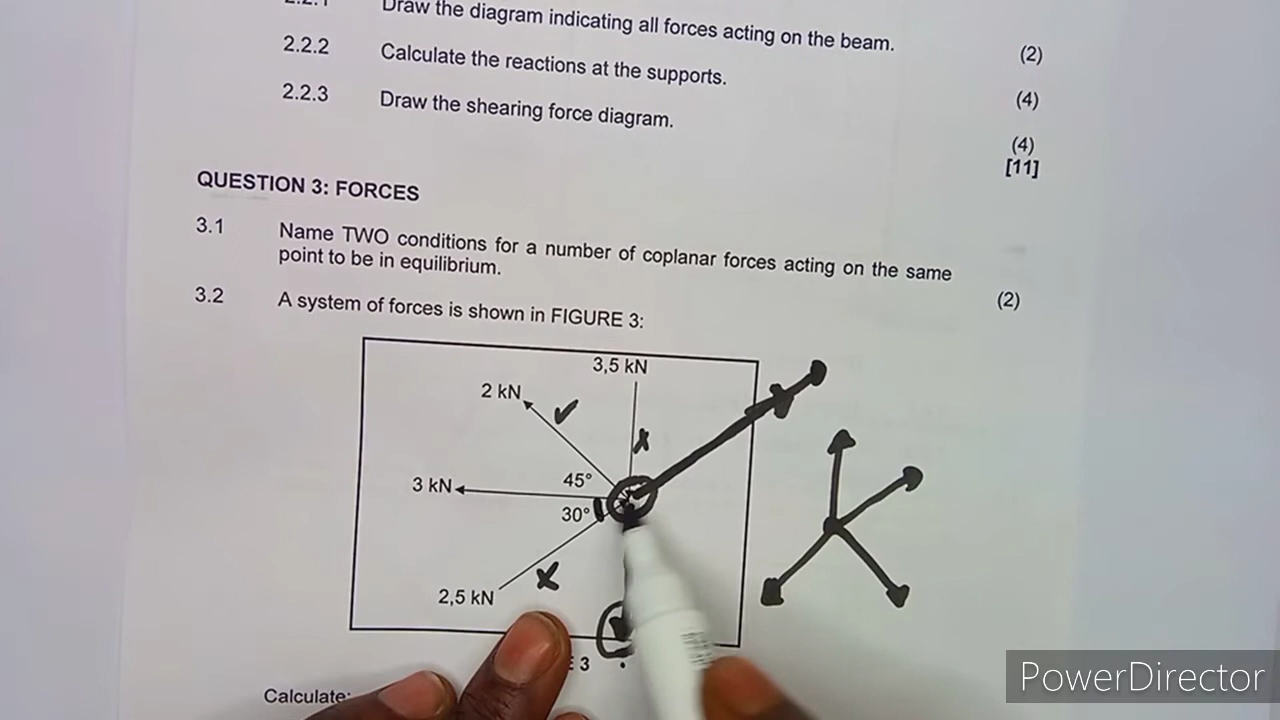 Draw the diagram indicating all forces acting on the beam. (2)
2.2.2 Calculate the reactions at the supports. (4)
2.2.3 Draw the shearing force diagram. (4)
[11]
QUESTION 3: FORCES
3.1 Name TWO conditions for a number of coplanar forces acting on the same
point to be in equilibrium. (2)
3.2 A system of forces is shown in FIGURE 3:
3,5 kN
2 kN
45°
3 kN
30°
2,5 kN
3
Calculate:
PowerDirector